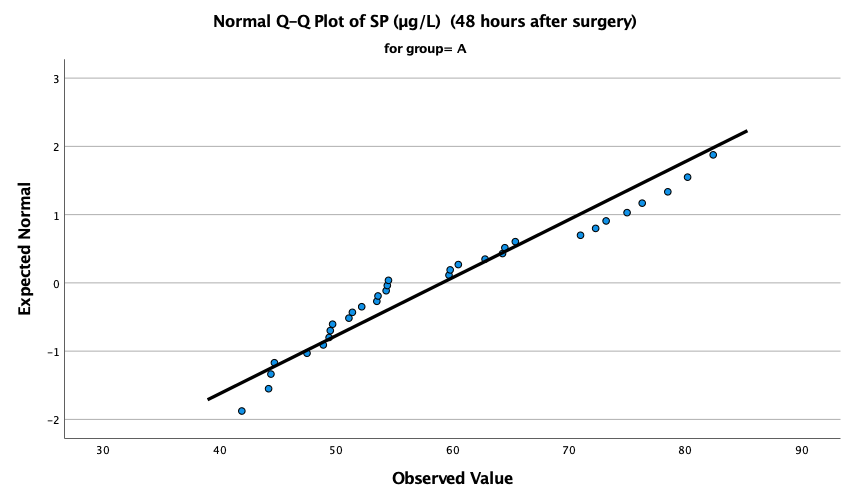 Normal Q–Q Plot of SP (µg/L)  (48 hours after surgery)
for group= A
3
2
1
0
–1
–2
Expected Normal
30 40 50 60 70 80 90
Observed Value